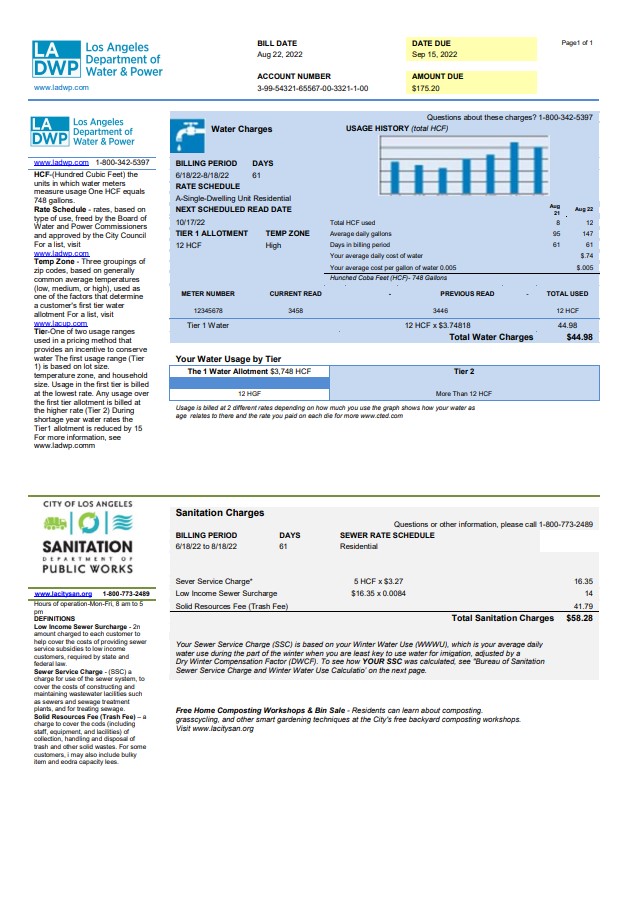 LA
DWP
Los Angeles
Department of
Water & Power
www.ladwp.com
BILL DATE
Aug 22, 2022
DATE DUE
Sep 15, 2022
Page1 of 1
ACCOUNT NUMBER
3-99-54321-65567-00-3321-1-00
AMOUNT DUE
$175.20
LA
DWP
Los Angeles
Department of
Water & Power
www.ladwp.com 1-800-342-5397
HCF-(Hundred Cubic Feet) the
units in which water meters
measure usage One HCF equals
748 gallons.
Rate Schedule - rates, based on
type of use, freed by the Board of
Water and Power Commissioners
and approved by the City Council
For a list, visit
www.ladwp.com
Temp Zone - Three groupings of
zip codes, based on generally
common average temperatures
(low, medium, or high), used as
one of the factors that determine
a customer's first tier water
allotment For a list, visit
www.lacup.com
Tier-One of two usage ranges
used in a pricing method that
provides an incentive to conserve
water The first usage range (Tier
1) is based on lot size.
temperature zone, and household
size. Usage in the first tier is billed
at the lowest rate. Any usage over
the first tier allotment is billed at
the higher rate (Tier 2) During
shortage year water rates the
Tier1 allotment is reduced by 15
For more information, see
www.ladwp.comm
Questions about these charges? 1-800-342-5397
Water Charges
USAGE HISTORY (total HCF)
BILLING PERIOD DAYS
6/18/22-8/18/22 61
RATE SCHEDULE
A-Single-Dwelling Unit Residential
NEXT SCHEDULED READ DATE
10/17/22
TIER 1 ALLOTMENT TEMP ZONE
12 HCF High
Aug 21 Aug 22
Total HCF used 8 12
Average daily gallons 95 147
Days in billing period 61 61
Your average daily cost of water $.74
Your average cost per gallon of water 0.005 $.005
Hunched Coba Feet (HCF)- 748 Gallons
METER NUMBER CURRENT READ - PREVIOUS READ - TOTAL USED
12345678 3458 3446 12 HCF
Tier 1 Water 12 HCF x $3.74818 44.98
Total Water Charges $44.98
Your Water Usage by Tier
The 1 Water Allotment $3,748 HCF Tier 2
12 HGF More Than 12 HCF
Usage is billed at 2 different rates depending on how much you use the graph shows how your water as
age relates to there and the rate you paid on each die for more www.cted.com
CITY OF LOS ANGELES
SANITATION
DEPARTMENT OF
PUBLIC WORKS
www.lacitysan.org 1-800-773-2489
Hours of operation-Mon-Fri, 8 am to 5
pm
DEFINITIONS
Low Income Sewer Surcharge - 2n
amount charged to each customer to
help cover the costs of providing sewer
service subsidies to low income
customers, required by state and
federal law.
Sewer Service Charge - (SSC) a
charge for use of the sewer system, to
cover the costs of constructing and
maintaining wastewater lacilities such
as sewers and sewage treatment
plants, and for treating sewage.
Solid Resources Fee (Trash Fee) – a
charge to cover the cods (including
staff, equipment, and lacilities) of
collection, handling and disposal of
trash and other solid wastes. For some
customers, i may also include bulky
item and eodra capacity lees.
Sanitation Charges
Questions or other information, please call 1-800-773-2489
BILLING PERIOD DAYS SEWER RATE SCHEDULE
6/18/22 to 8/18/22 61 Residential
Sever Service Charge* 5 HCF x $3.27 16.35
Low Income Sewer Surcharge $16.35 x 0.0084 14
Solid Resources Fee (Trash Fee) 41.79
Total Sanitation Charges $58.28
Your Sewer Service Charge (SSC) is based on your Winter Water Use (WWWU), which is your average daily
water use during the part of the winter when you are least key to use water for imigation, adjusted by a
Dry Winter Compensation Factor (DWCF). To see how YOUR SSC was calculated, see "Bureau of Sanitation
Sewer Service Charge and Winter Water Use Calculatio' on the next page.
Free Home Composting Workshops & Bin Sale - Residents can learn about composting.
grasscycling, and other smart gardening techniques at the City's free backyard composting workshops.
Visit www.lacitysan.org